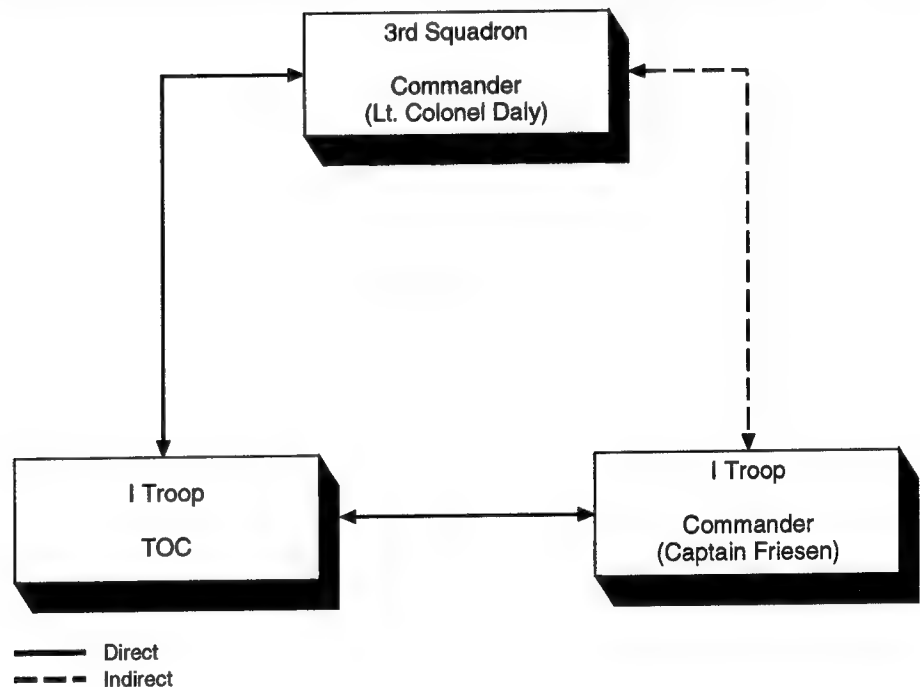 3rd Squadron
Commander
(Lt. Colonel Daly)
I Troop
TOC
I Troop
Commander
(Captain Friesen)
Direct
Indirect